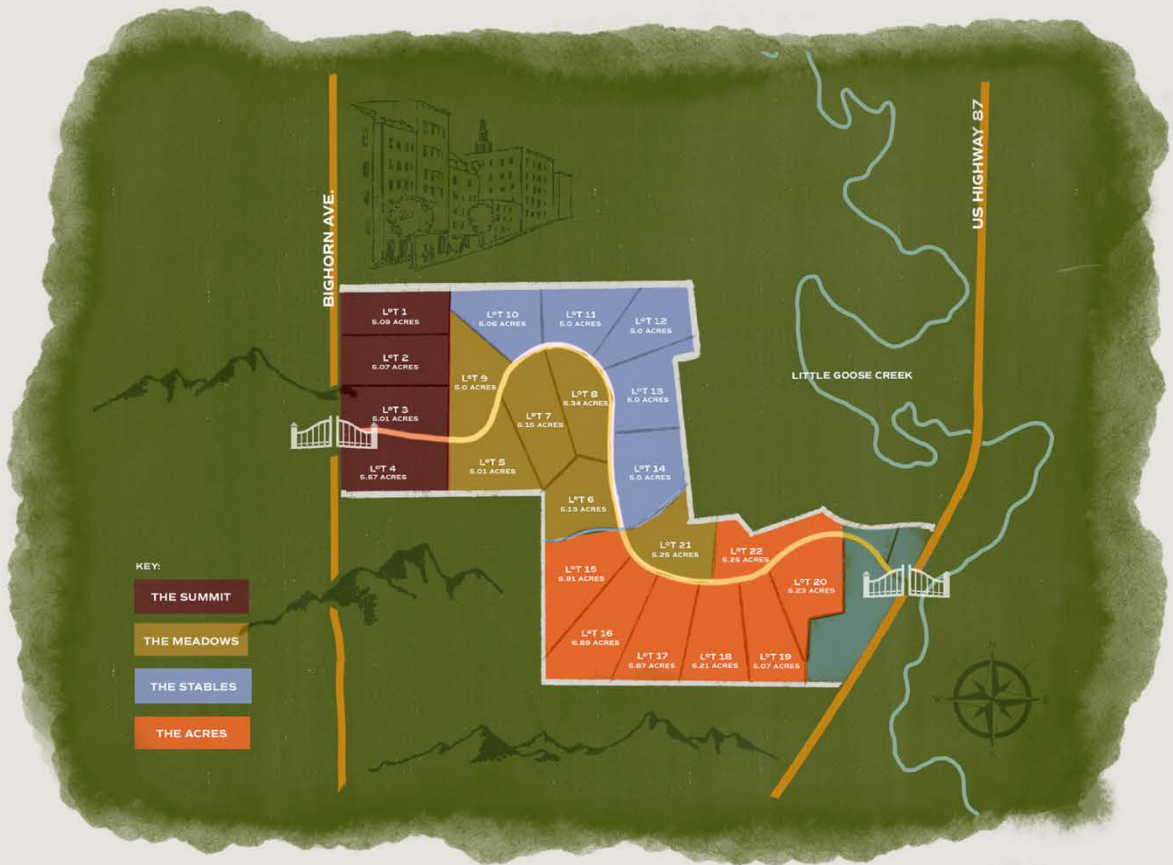 BIGHORN AVE.
US HIGHWAY 87
LOT 1
5.09 ACRES
LOT 2
5.07 ACRES
LOT 3
5.01 ACRES
LOT 4
5.57 ACRES
LOT 10
5.06 ACRES
LOT 11
5.0 ACRES
LOT 12
5.0 ACRES
LOT 9
5.0 ACRES
LOT 8
5.34 ACRES
LOT 7
5.15 ACRES
LOT 13
5.0 ACRES
LITTLE GOOSE CREEK
LOT 5
5.01 ACRES
LOT 14
5.0 ACRES
LOT 6
5.13 ACRES
LOT 21
5.25 ACRES
LOT 22
5.25 ACRES
LOT 15
5.91 ACRES
LOT 20
5.23 ACRES
LOT 16
ACRES
LOT 17
5.87 ACRES
LOT 18
5.21 ACRES
LOT 19
5.07 ACRES
KEY:
THE SUMMIT
THE MEADOWS
THE STABLES
THE ACRES
N
W
E
S